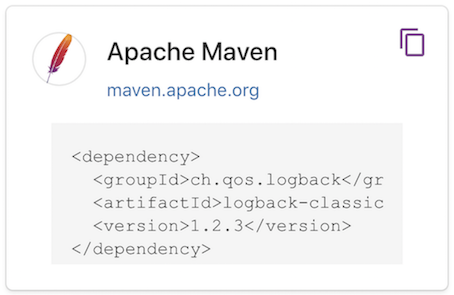 Apache Maven
maven.apache.org
<dependency>
<groupId>ch.qos.logback</gr
<artifactId>logback-classic
<version>1.2.3</version>
</dependency>